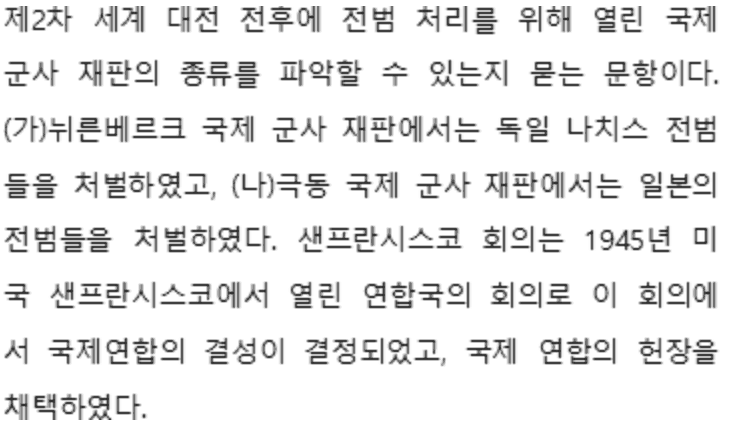 제2차 세계 대전 전후에 전범 처리를 위해 열린 국제
군사 재판의 종류를 파악할 수 있는지 묻는 문항이다.
(가)뉘른베르크 국제 군사 재판에서는 독일 나치스 전범
들을 처벌하였고, (나)극동 국제 군사 재판에서는 일본의
전범들을 처벌하였다. 샌프란시스코 회의는 1945년 미
국 샌프란시스코에서 열린 연합국의 회의로 이 회의에
서 국제연합의 결성이 결정되었고, 국제 연합의 헌장을
채택하였다.